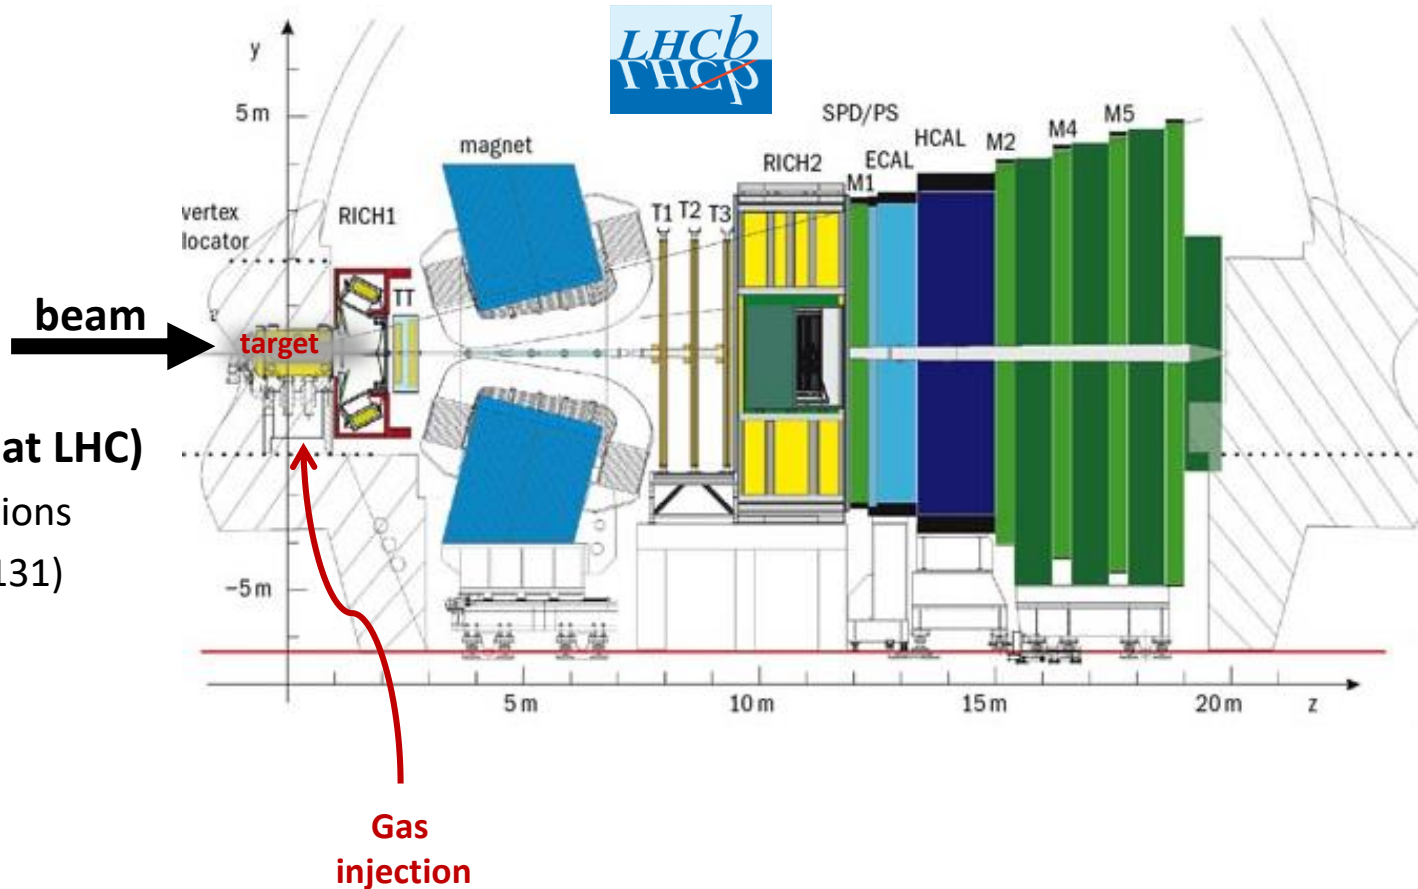 LHCb
LHCb
y
5 m
magnet
SPD/PS
HCAL
ECAL
M1
M2
M4
M5
RICH2
vertex
locator
RICH1
T1 T2 T3
TT
beam
target
at LHC)
ions
131)
−5 m
5 m
10 m
15 m
20 m
z
Gas
injection